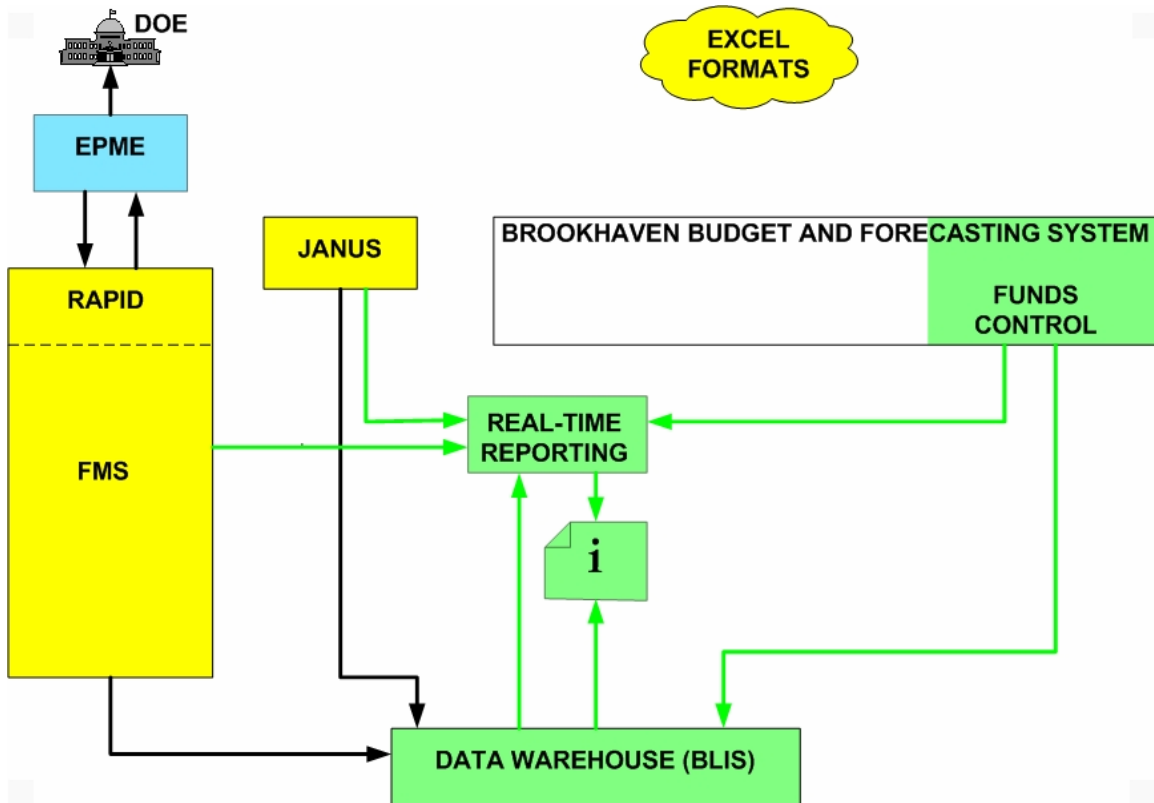 DOE
EXCEL
FORMATS
EPME
JANUS
BROOKHAVEN BUDGET AND FORECASTING SYSTEM
FUNDS
CONTROL
RAPID
REAL-TIME
REPORTING
FMS
i
DATA WAREHOUSE (BLIS)